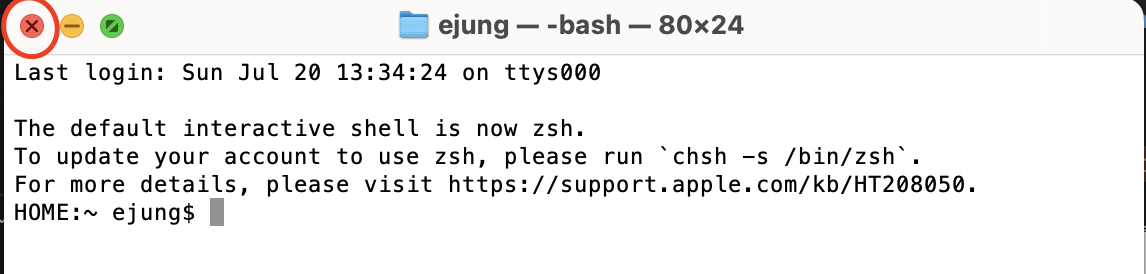 ejung — -bash — 80×24
Last login: Sun Jul 20 13:34:24 on ttys000
The default interactive shell is now zsh.
To update your account to use zsh, please run `chsh -s /bin/zsh`.
For more details, please visit https://support.apple.com/kb/HT208050.
HOME:~ ejung$